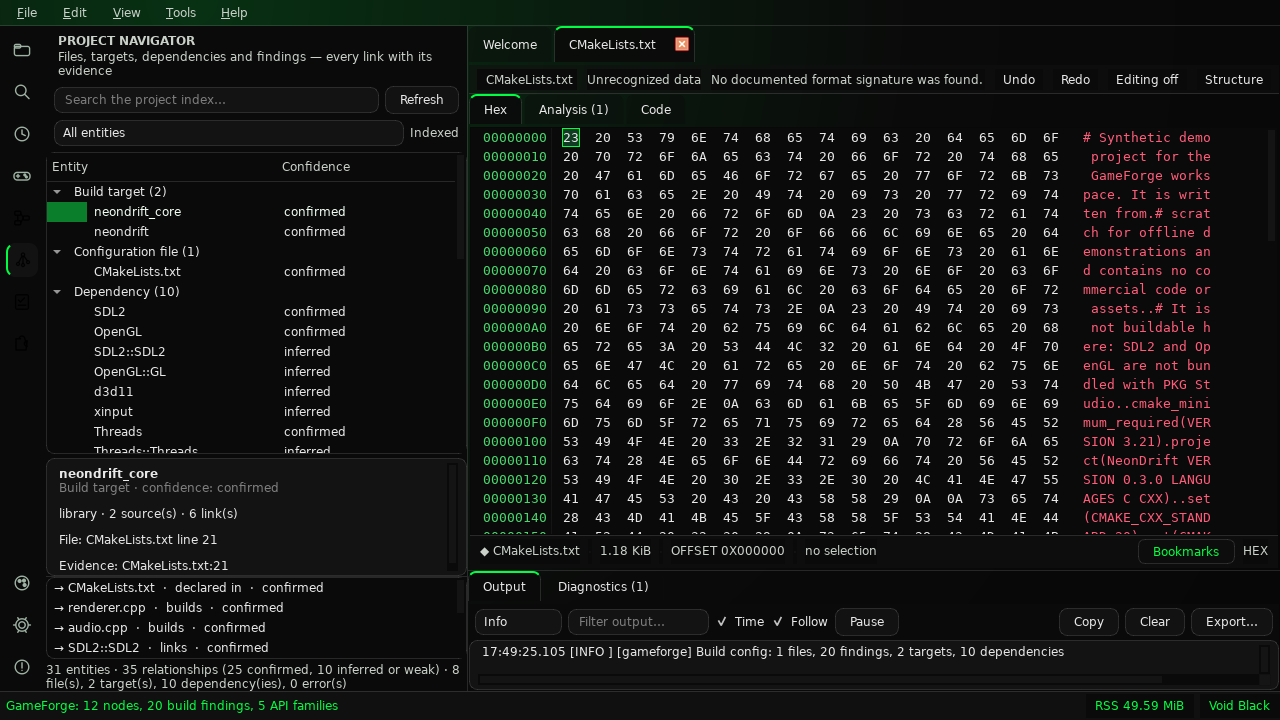 File Edit View Tools Help
PROJECT NAVIGATOR
Files, targets, dependencies and findings — every link with its
evidence
Search the project index...
Refresh
All entities
Indexed
Entity Confidence
Build target (2)
neondrift_core confirmed
neondrift confirmed
Configuration file (1)
CMakeLists.txt confirmed
Dependency (10)
SDL2 confirmed
OpenGL confirmed
SDL2::SDL2 inferred
OpenGL::GL inferred
d3d11 inferred
xinput inferred
Threads confirmed
Threads::Threads inferred
neondrift_core
Build target · confidence: confirmed
library · 2 source(s) · 6 link(s)
File: CMakeLists.txt line 21
Evidence: CMakeLists.txt:21
→ CMakeLists.txt · declared in · confirmed
→ renderer.cpp · builds · confirmed
→ audio.cpp · builds · confirmed
→ SDL2::SDL2 · links · confirmed
31 entities · 35 relationships (25 confirmed, 10 inferred or weak) · 8
file(s), 2 target(s), 10 dependency(ies), 0 error(s)
Welcome CMakeLists.txt
CMakeLists.txt Unrecognized data No documented format signature was found. Undo Redo Editing off Structure
Hex Analysis (1) Code
00000000 23 20 53 79 6E 74 68 65 74 69 63 20 64 65 6D 6F # Synthetic demo
00000010 20 70 72 6F 6A 65 63 74 20 66 6F 72 20 74 68 65  project for the
00000020 20 47 61 6D 65 46 6F 72 67 65 20 77 6F 72 6B 73  GameForge works
00000030 70 61 63 65 2E 20 49 74 20 69 73 20 77 72 69 74 pace. It is writ
00000040 74 65 6E 20 66 72 6F 6D 0A 23 20 73 63 72 61 74 ten from.# scrat
00000050 63 68 20 66 6F 72 20 6F 66 66 6C 69 6E 65 20 64 ch for offline d
00000060 65 6D 6F 6E 73 74 72 61 74 69 6F 6E 73 20 61 6E emonstrations an
00000070 64 20 63 6F 6E 74 61 69 6E 73 20 6E 6F 20 63 6F d contains no co
00000080 6D 6D 65 72 63 69 61 6C 20 63 6F 64 65 20 6F 72 mmercial code or
00000090 20 61 73 73 65 74 73 2E 0A 23 20 49 74 20 69 73  assets..# It is
000000A0 20 6E 6F 74 20 62 75 69 6C 64 61 62 6C 65 20 68  not buildable h
000000B0 65 72 65 3A 20 53 44 4C 32 20 61 6E 64 20 4F 70 ere: SDL2 and Op
000000C0 65 6E 47 4C 20 61 72 65 20 6E 6F 74 20 62 75 6E enGL are not bun
000000D0 64 6C 65 64 20 77 69 74 68 20 50 4B 47 20 53 74 dled with PKG St
000000E0 75 64 69 6F 2E 0A 63 6D 61 6B 65 5F 6D 69 6E 69 udio..cmake_mini
000000F0 6D 75 6D 5F 72 65 71 75 69 72 65 64 28 56 45 52 mum_required(VER
00000100 53 49 4F 4E 20 33 2E 32 31 29 0A 70 72 6F 6A 65 SION 3.21).proje
00000110 63 74 28 4E 65 6F 6E 44 72 69 66 74 20 56 45 52 ct(NeonDrift VER
00000120 53 49 4F 4E 20 30 2E 33 2E 30 20 4C 41 4E 47 55 SION 0.3.0 LANGU
00000130 41 47 45 53 20 43 20 43 58 58 29 0A 0A 73 65 74 AGES C CXX)..set
00000140 28 43 4D 41 4B 45 5F 43 58 58 5F 53 54 41 4E 44 (CMAKE_CXX_STAND
◆ CMakeLists.txt 1.18 KiB OFFSET 0X000000 no selection Bookmarks HEX
Output Diagnostics (1)
Info Filter output... Time Follow Pause Copy Clear Export...
17:49:25.105 [INFO ] [gameforge] Build config: 1 files, 20 findings, 2 targets, 10 dependencies
GameForge: 12 nodes, 20 build findings, 5 API families
RSS 49.59 MiB Void Black